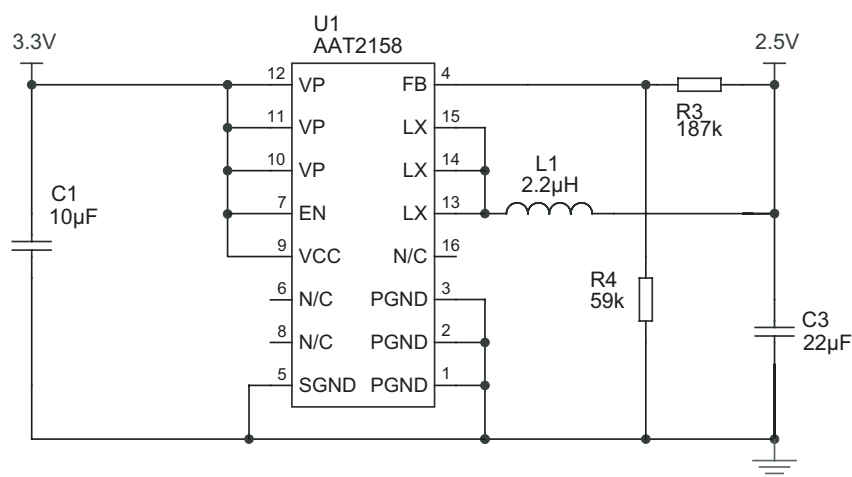 U1
AAT2158
3.3V
2.5V
12 VP FB 4
R3
187k
11 VP LX 15
10 VP LX 14
L1
2.2µH
7 EN LX 13
C1
10µF
9 VCC N/C 16
6 N/C PGND 3
R4
59k
8 N/C PGND 2
C3
22µF
5 SGND PGND 1